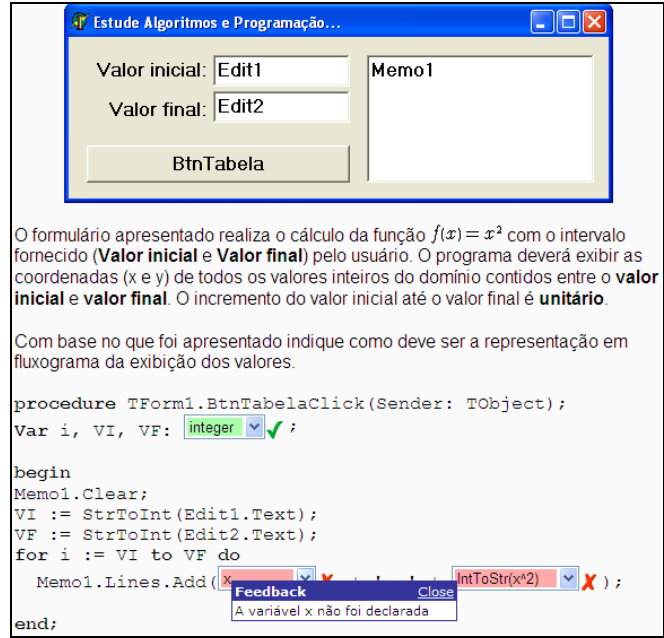 Estude Algoritmos e Programação...
Valor inicial: Edit1
Memo1
Valor final: Edit2
BtnTabela
O formulário apresentado realiza o cálculo da função f(x) = x² com o intervalo
fornecido (Valor inicial e Valor final) pelo usuário. O programa deverá exibir as
coordenadas (x e y) de todos os valores inteiros do domínio contidos entre o valor
inicial e valor final. O incremento do valor inicial até o valor final é unitário.
Com base no que foi apresentado indique como deve ser a representação em
fluxograma da exibição dos valores.
procedure TForm1.BtnTabelaClick(Sender: TObject);
Var i, VI, VF: integer ;
begin
Memo1.Clear;
VI := StrToInt(Edit1.Text);
VF := StrToInt(Edit2.Text);
for i := VI to VF do
Memo1.Lines.Add( x IntToStr(x^2) );
Feedback Close
A variável x não foi declarada
end;